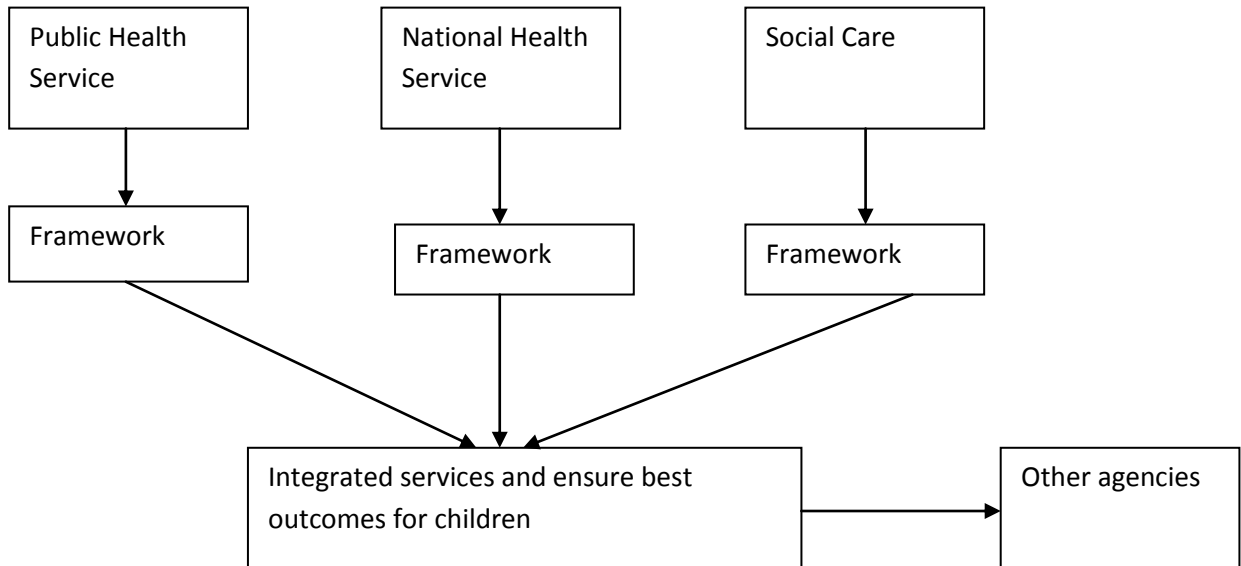 Public Health
Service
National Health
Service
Social Care
Framework
Framework
Framework
Integrated services and ensure best
outcomes for children
Other agencies